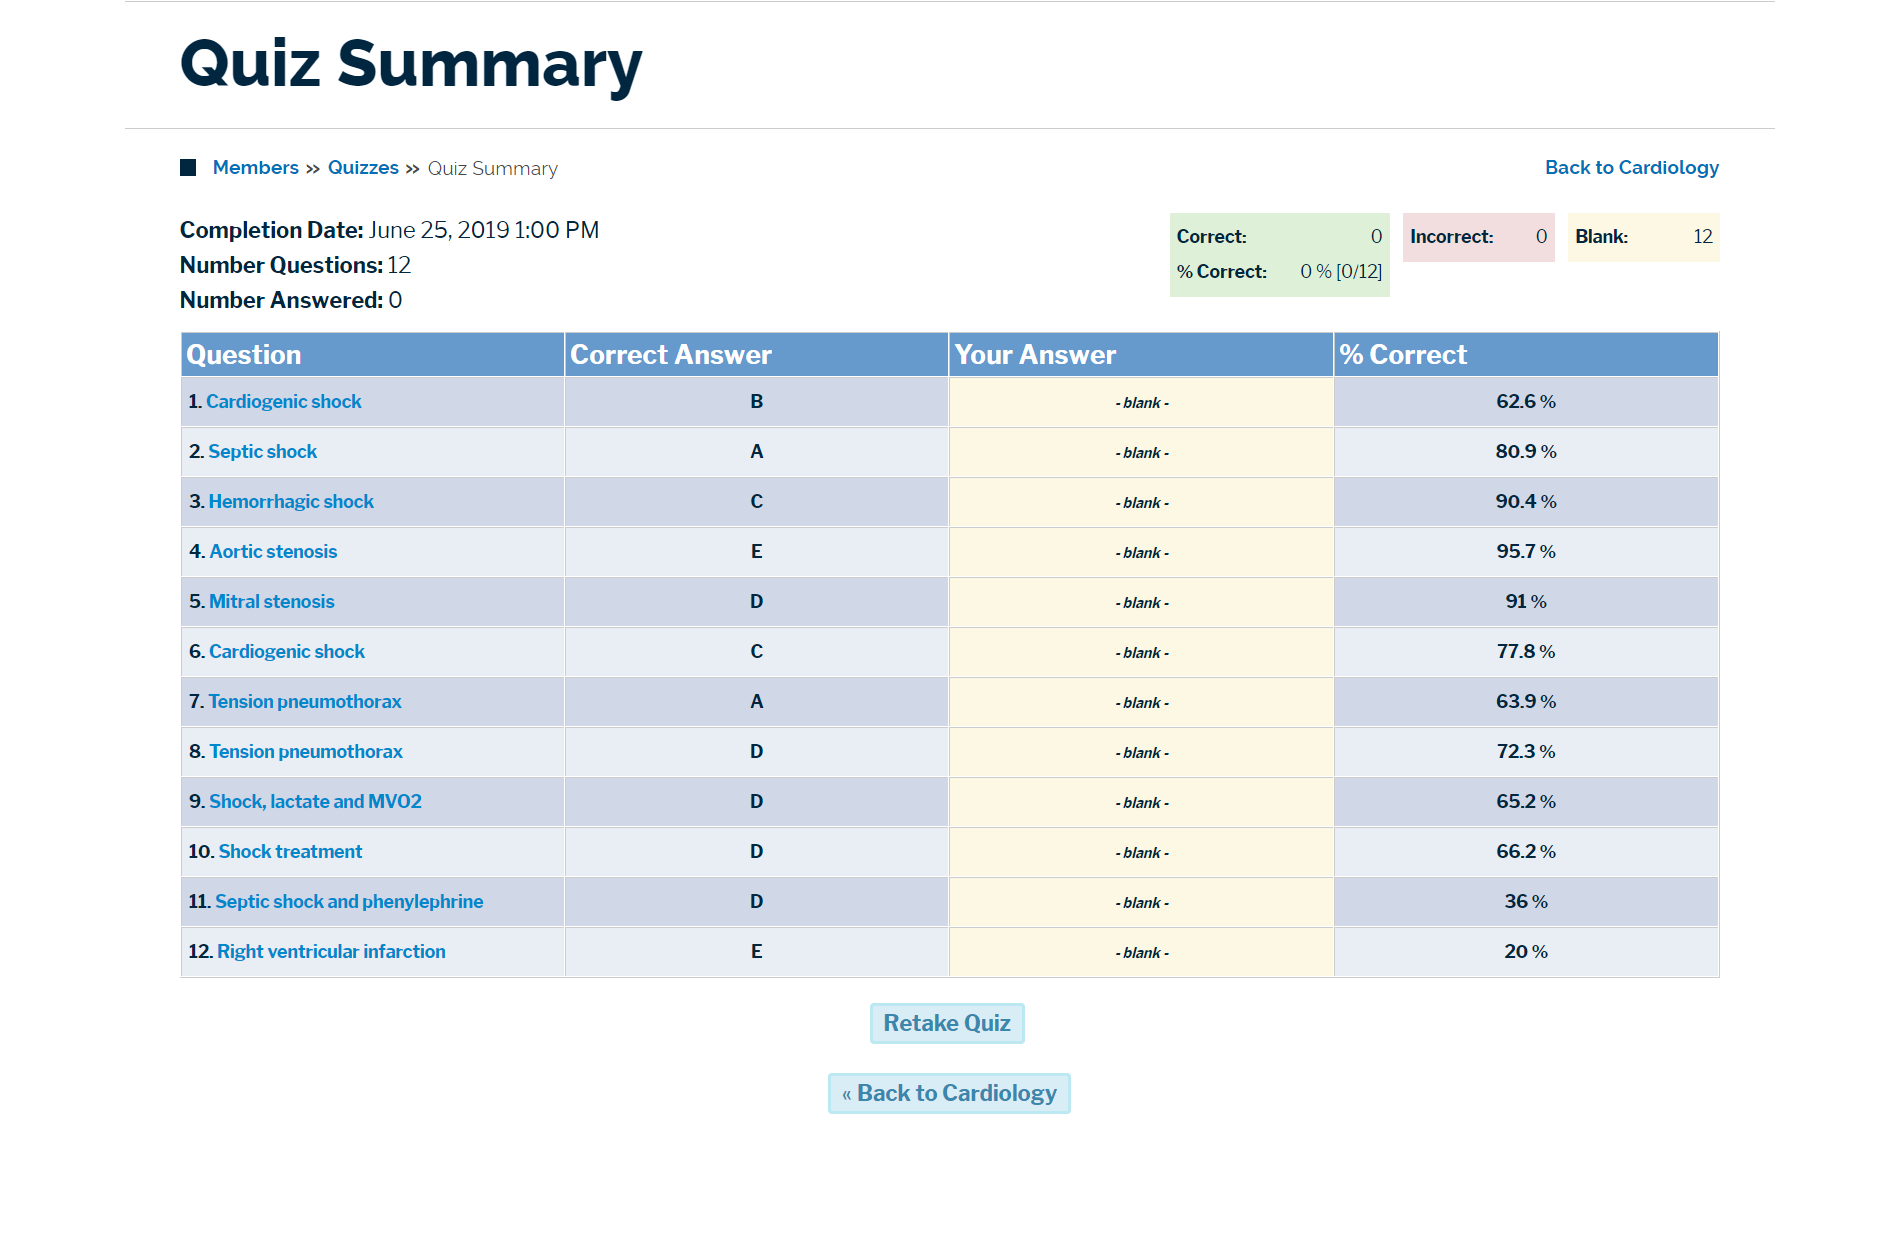 Quiz Summary
Members » Quizzes » Quiz Summary
Back to Cardiology
Completion Date: June 25, 2019 1:00 PM
Number Questions: 12
Number Answered: 0
Correct: 0
% Correct: 0 % [0/12]
Incorrect: 0
Blank: 12
Question Correct Answer Your Answer % Correct
1. Cardiogenic shock B - blank - 62.6 %
2. Septic shock A - blank - 80.9 %
3. Hemorrhagic shock C - blank - 90.4 %
4. Aortic stenosis E - blank - 95.7 %
5. Mitral stenosis D - blank - 91 %
6. Cardiogenic shock C - blank - 77.8 %
7. Tension pneumothorax A - blank - 63.9 %
8. Tension pneumothorax D - blank - 72.3 %
9. Shock, lactate and MVO2 D - blank - 65.2 %
10. Shock treatment D - blank - 66.2 %
11. Septic shock and phenylephrine D - blank - 36 %
12. Right ventricular infarction E - blank - 20 %
Retake Quiz
« Back to Cardiology